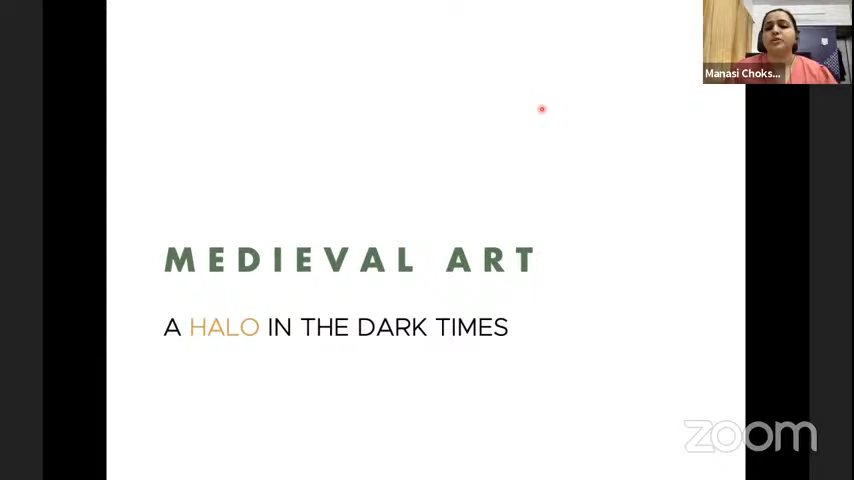 Manasi Choks...
MEDIEVAL ART
A HALO IN THE DARK TIMES
zoom